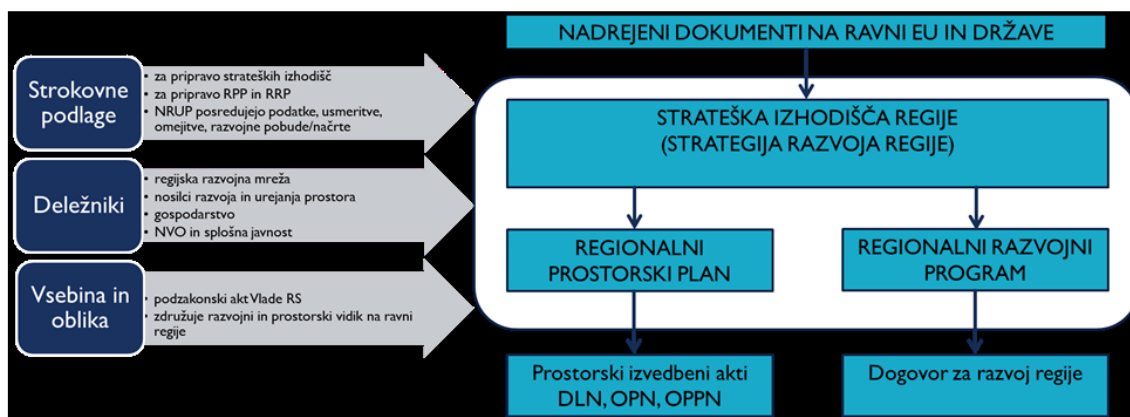 Strokovne
podlage
• za pripravo strateških izhodišč
• za pripravo RPP in RRP
• NRUP posredujejo podatke, usmeritve,
omejitve, razvojne pobude/načrte
Deležniki
• regijska razvojna mreža
• nosilci razvoja in urejanja prostora
• gospodarstvo
• NVO in splošna javnost
Vsebina in
oblika
• podzakonski akt Vlade RS
• združuje razvojni in prostorski vidik na ravni
regije
NADREJENI DOKUMENTI NA RAVNI EU IN DRŽAVE
STRATEŠKA IZHODIŠČA REGIJE
(STRATEGIJA RAZVOJA REGIJE)
REGIONALNI
PROSTORSKI PLAN
REGIONALNI RAZVOJNI
PROGRAM
Prostorski izvedbeni akti
DLN, OPN, OPPN
Dogovor za razvoj regije